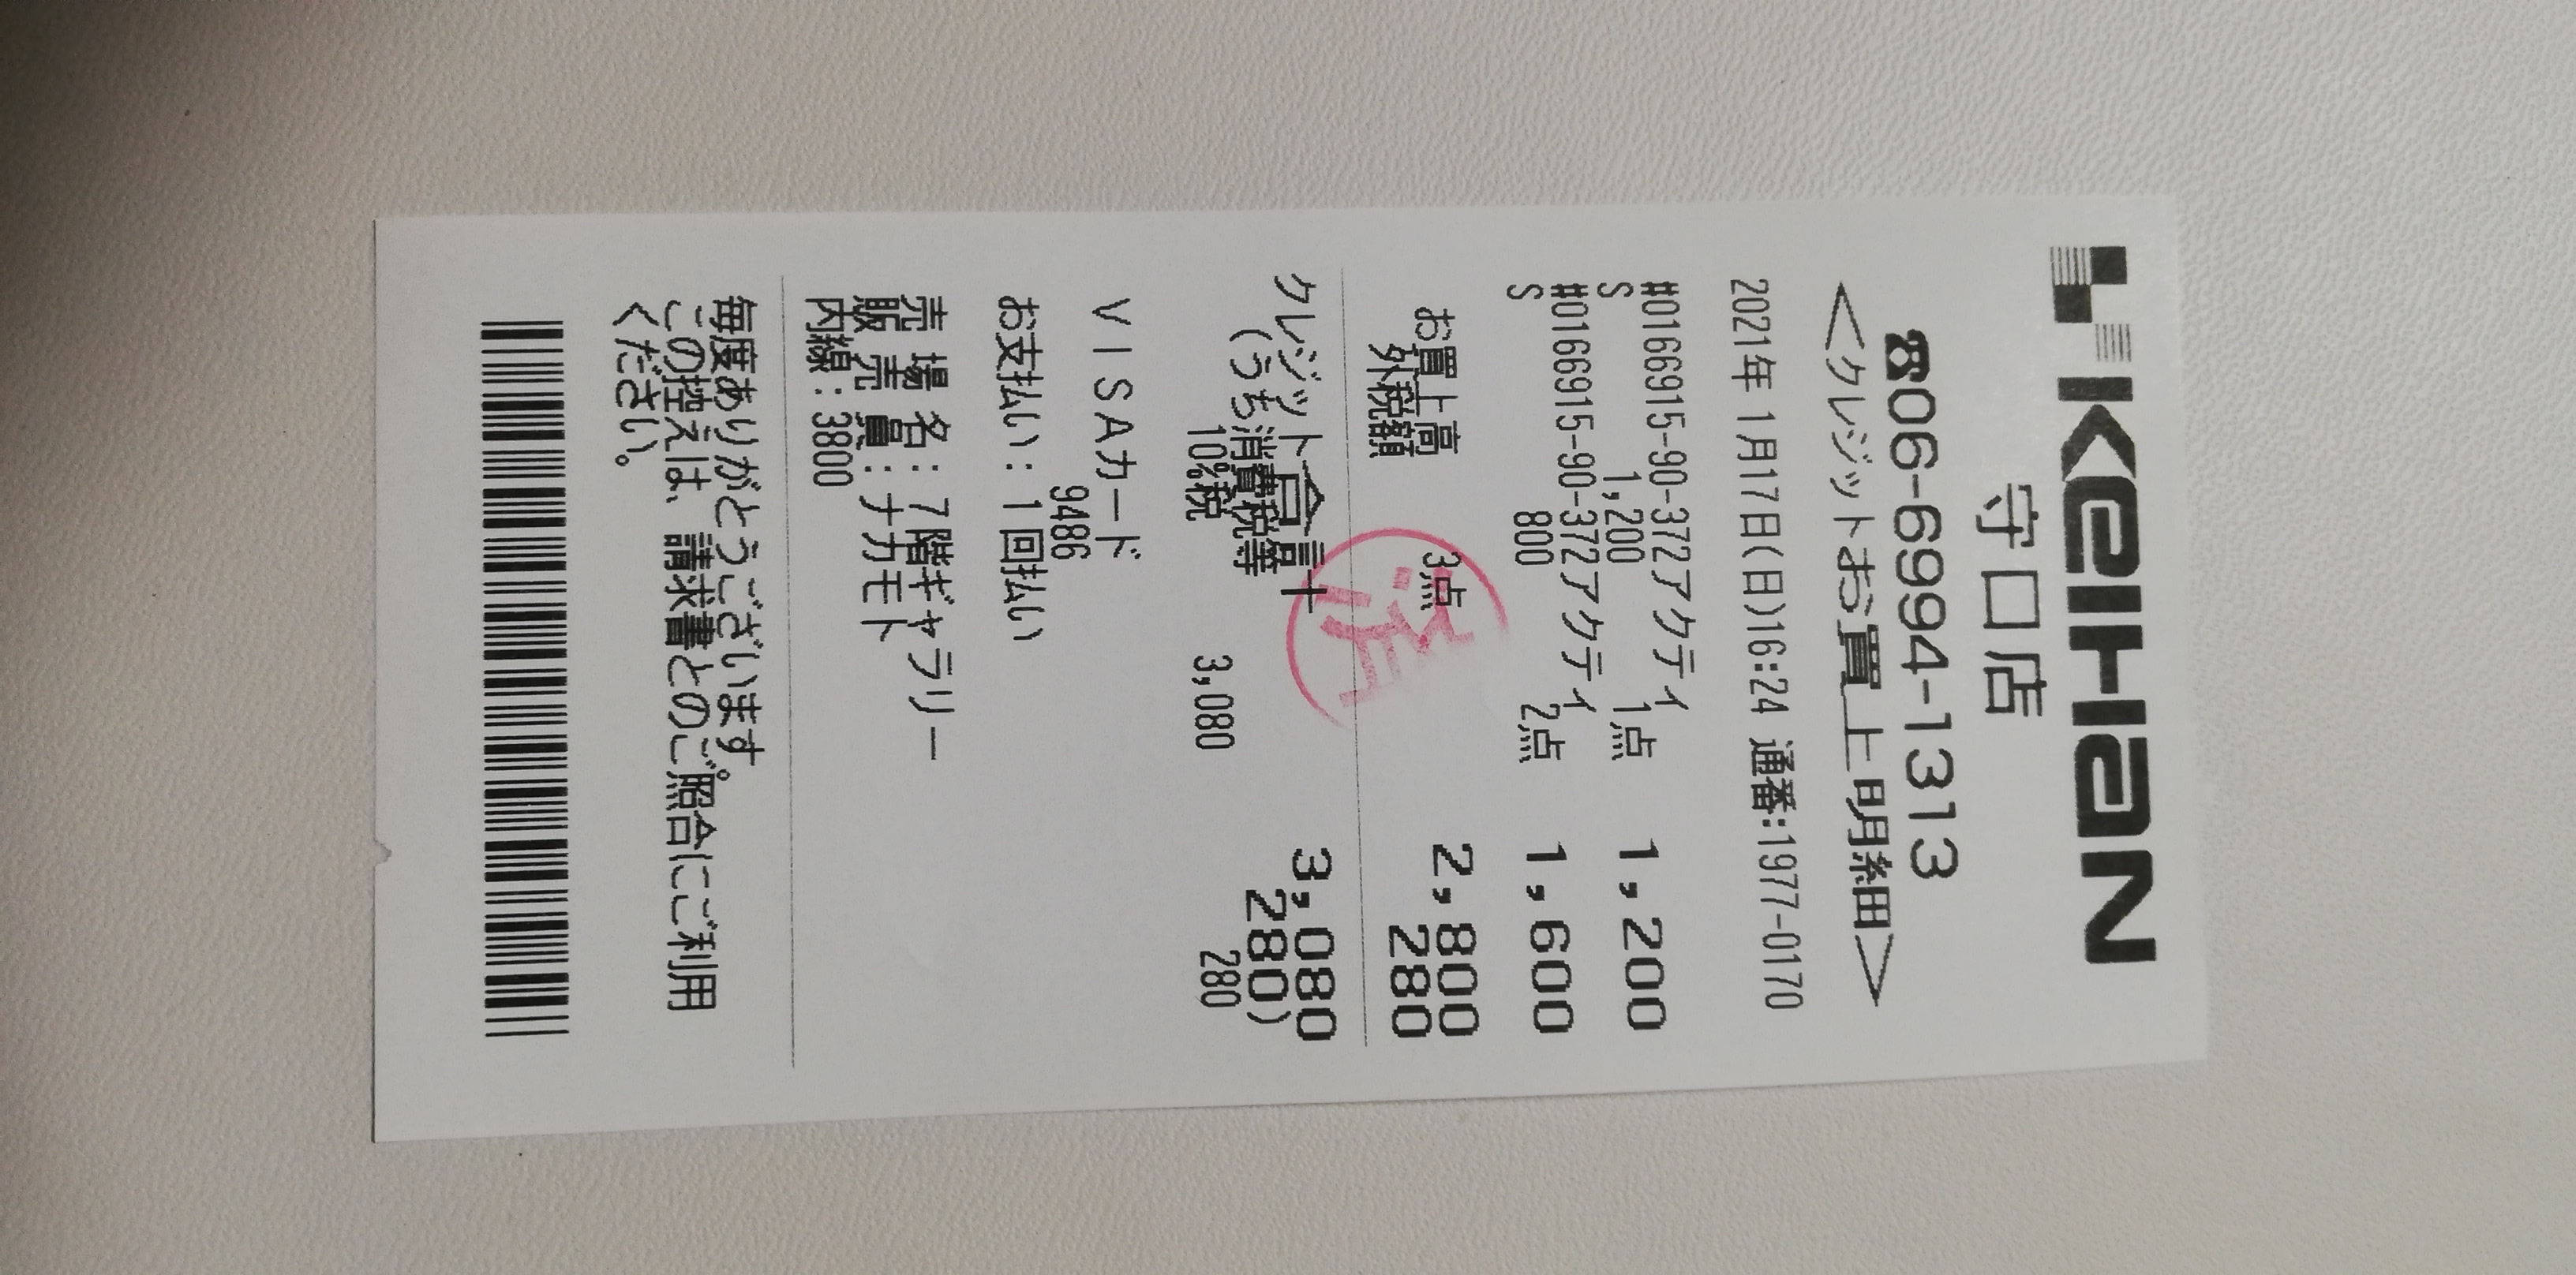 KeiHaN
守口店
☎06-6994-1313
<クレジットお買上明細>
2021年 1月17日(日)16:24 通番:1977-0170
#0166915-90-372アクティ
S 1,200 1点 1,200
#0166915-90-372アクティ
S 800 2点 1,600
お買上高 3点 2,800
外税額 280
クレジット合計 3,080
(うち消費税等 280)
10%税 3,080 280
VISAカード
9486
お支払い:1回払い
売場名:7階ギャラリー
販売員:ナカモト
内線:3800
毎度ありがとうございます。
この控えは、請求書とのご照合にご利用
ください。